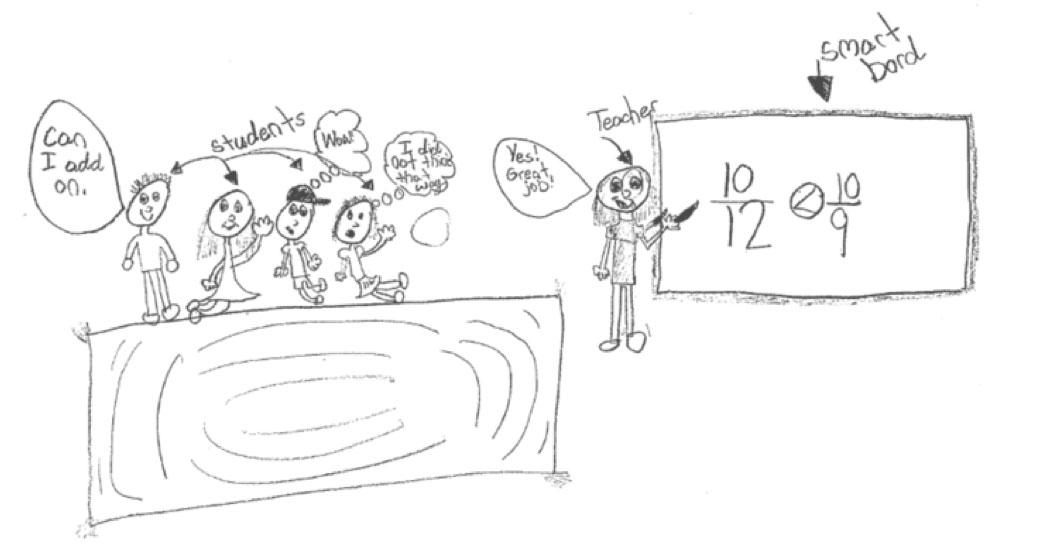 smart
bord
students
Teacher
Can
I add
on.
Wow!
I did
not think
that
way
Yes!
Great
job!
10
12
<
10
9